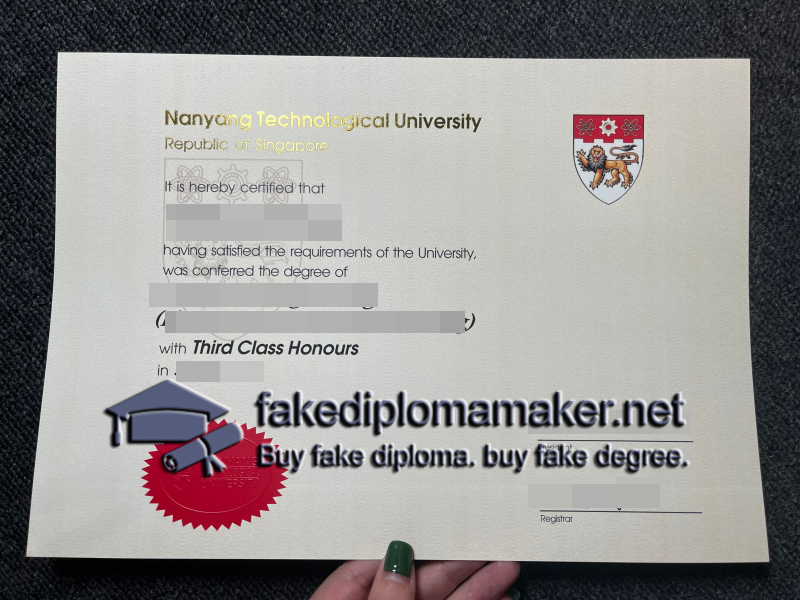 Nanyang Technological University
Republic of Singapore
It is hereby certified that
having satisfied the requirements of the University,
was conferred the degree of
(
)
with Third Class Honours
in
fakediplomamaker.net
Buy fake diploma. buy fake degree.
President
Registrar